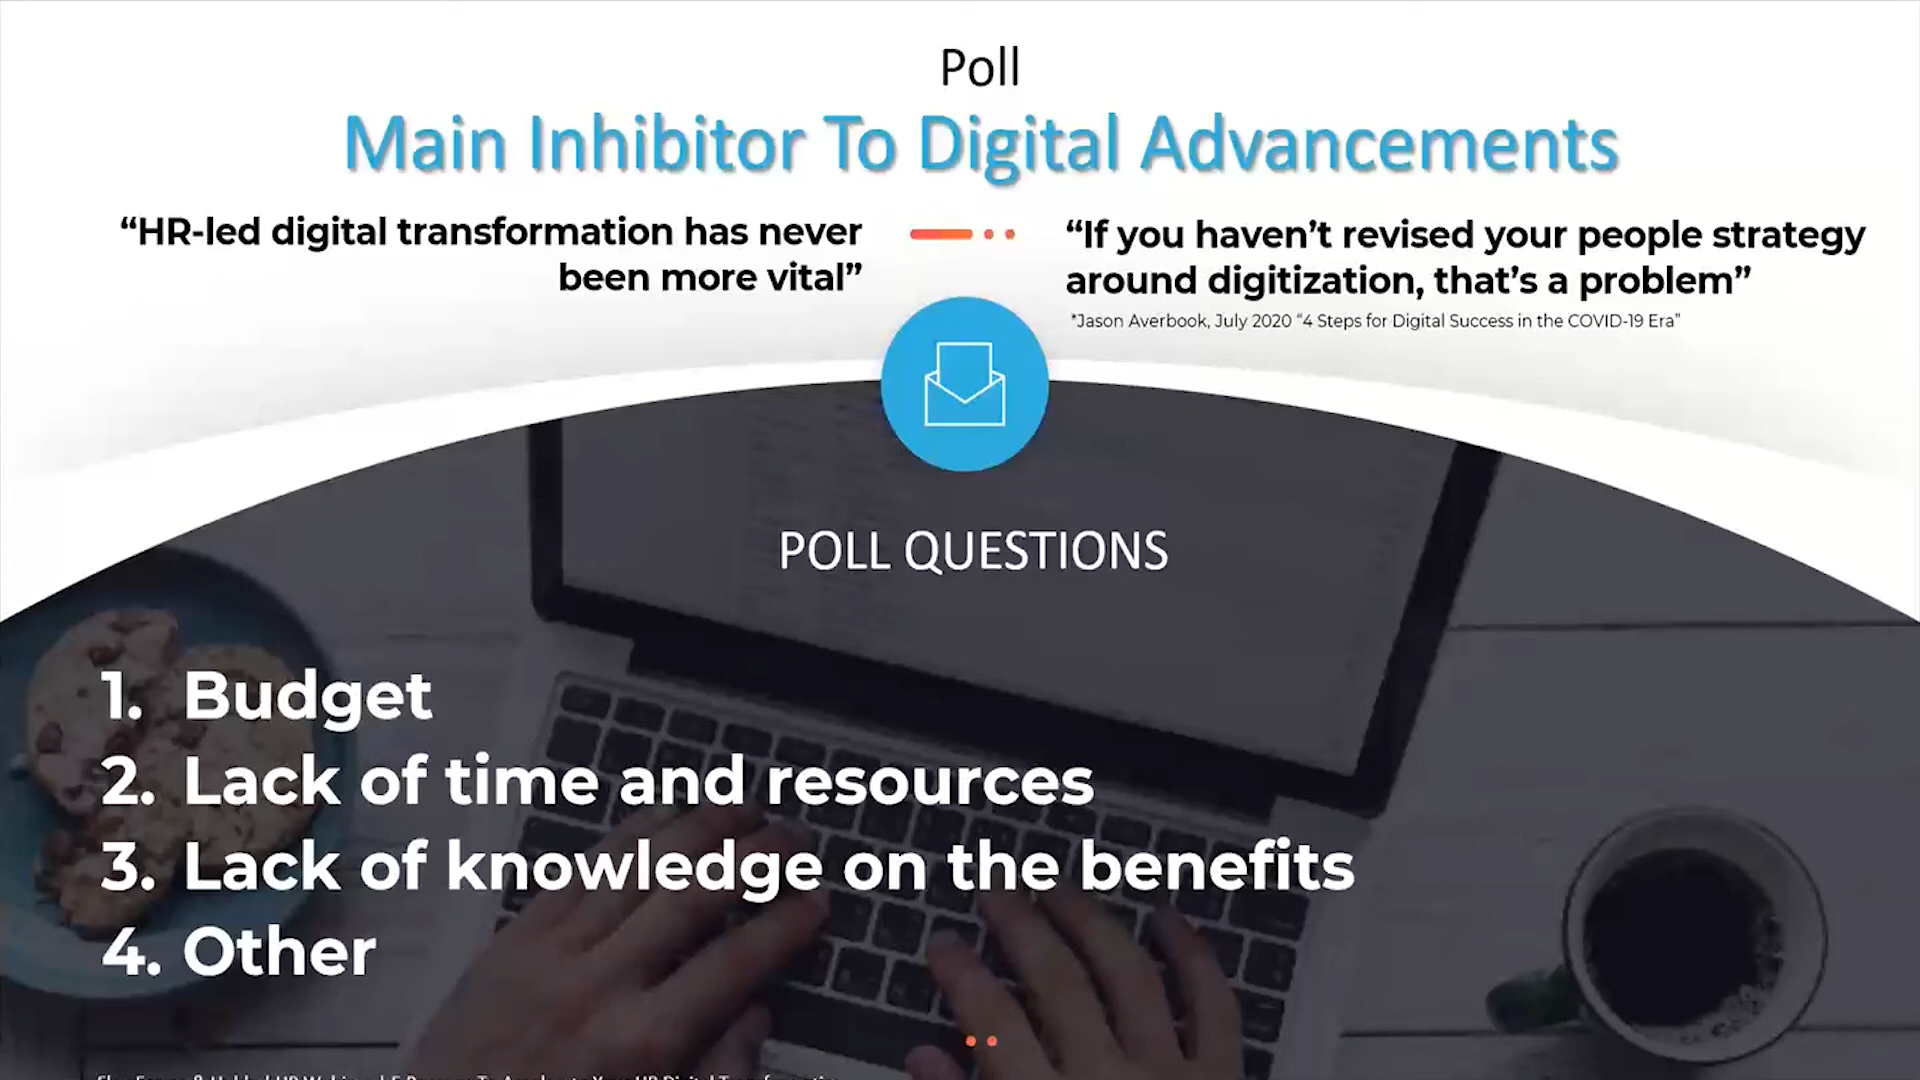 Poll
Main Inhibitor To Digital Advancements
“HR-led digital transformation has never
been more vital”
“If you haven’t revised your people strategy
around digitization, that’s a problem”
*Jason Averbook, July 2020 “4 Steps for Digital Success in the COVID-19 Era”
POLL QUESTIONS
1. Budget
2. Lack of time and resources
3. Lack of knowledge on the benefits
4. Other